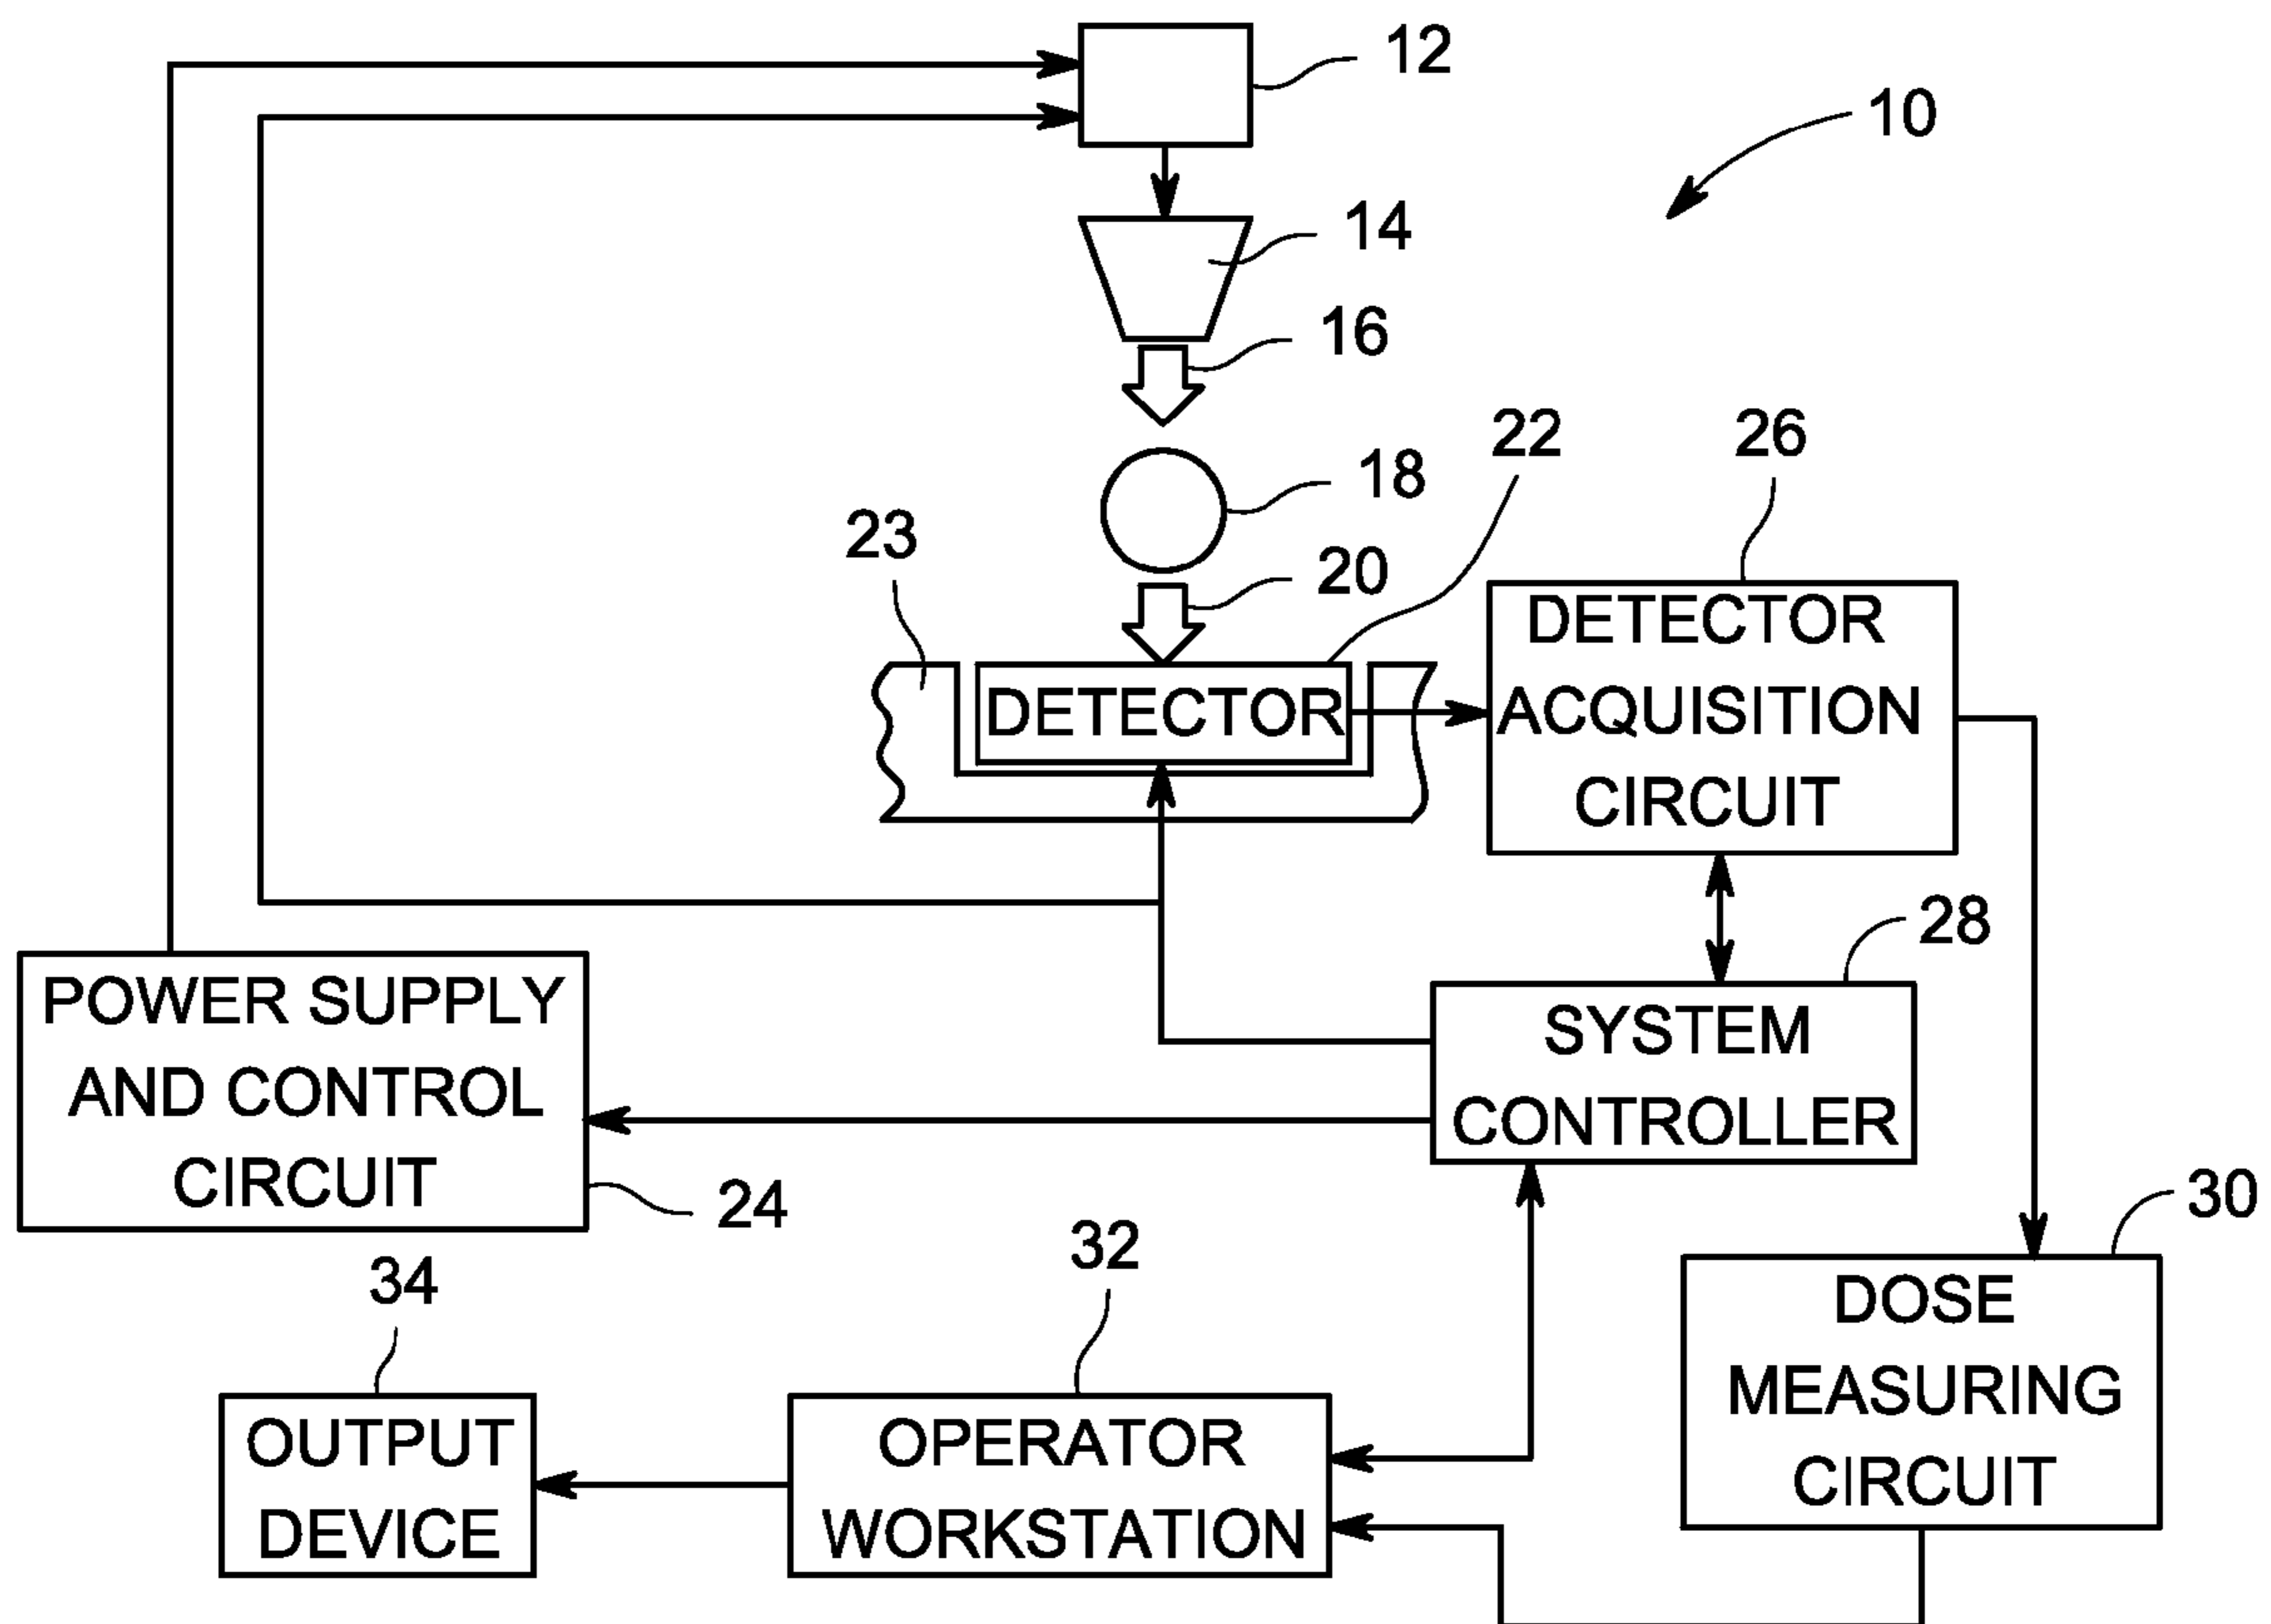 12
10
14
16
18
22
26
23
20
DETECTOR
ACQUISITION
CIRCUIT
DETECTOR
28
SYSTEM
CONTROLLER
POWER SUPPLY
AND CONTROL
CIRCUIT
24
30
32
34
DOSE
MEASURING
CIRCUIT
OPERATOR
WORKSTATION
OUTPUT
DEVICE